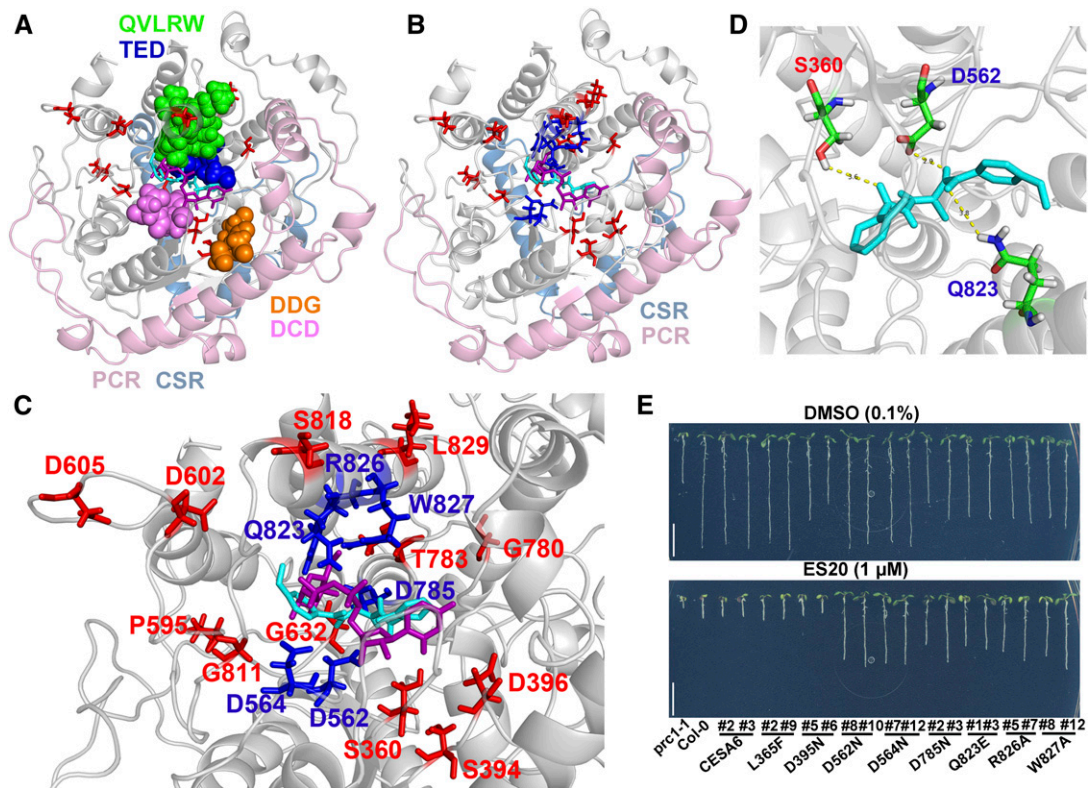 A
QVLRW
TED
DDG
DCD
PCR CSR
B
CSR
PCR
C
S818
L829
D605
D602
R826
W827
Q823
T783
G780
D785
P595
G632
G811
D564
D562
D396
S360
S394
D
S360
D562
Q823
E
DMSO (0.1%)
ES20 (1 µM)
prc1-1
Col-0
#2 #3 #2 #9 #5 #6 #8 #10 #7 #12 #2 #3 #1 #3 #5 #7 #8 #12
CESA6
L365F
D395N
D562N
D564N
D785N
Q823E
R826A
W827A